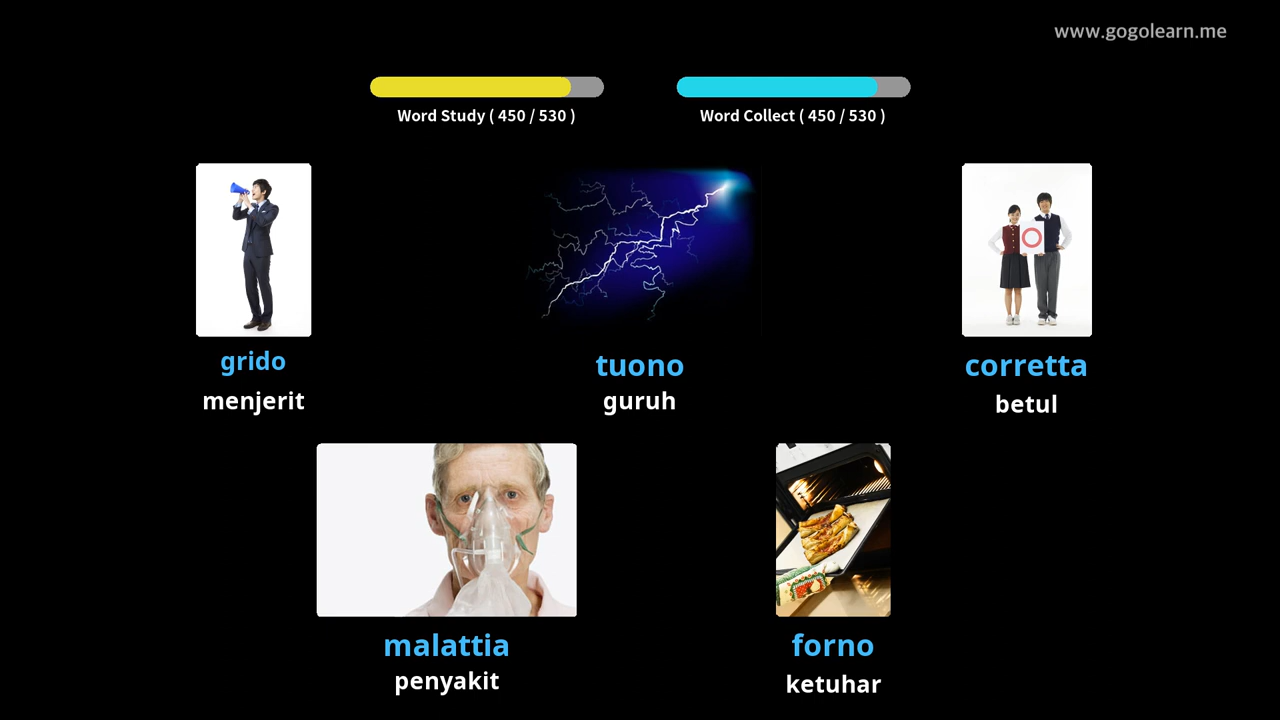 www.gogolearn.me
Word Study ( 450 / 530 )
Word Collect ( 450 / 530 )
grido
menjerit
tuono
guruh
corretta
betul
malattia
penyakit
forno
ketuhar